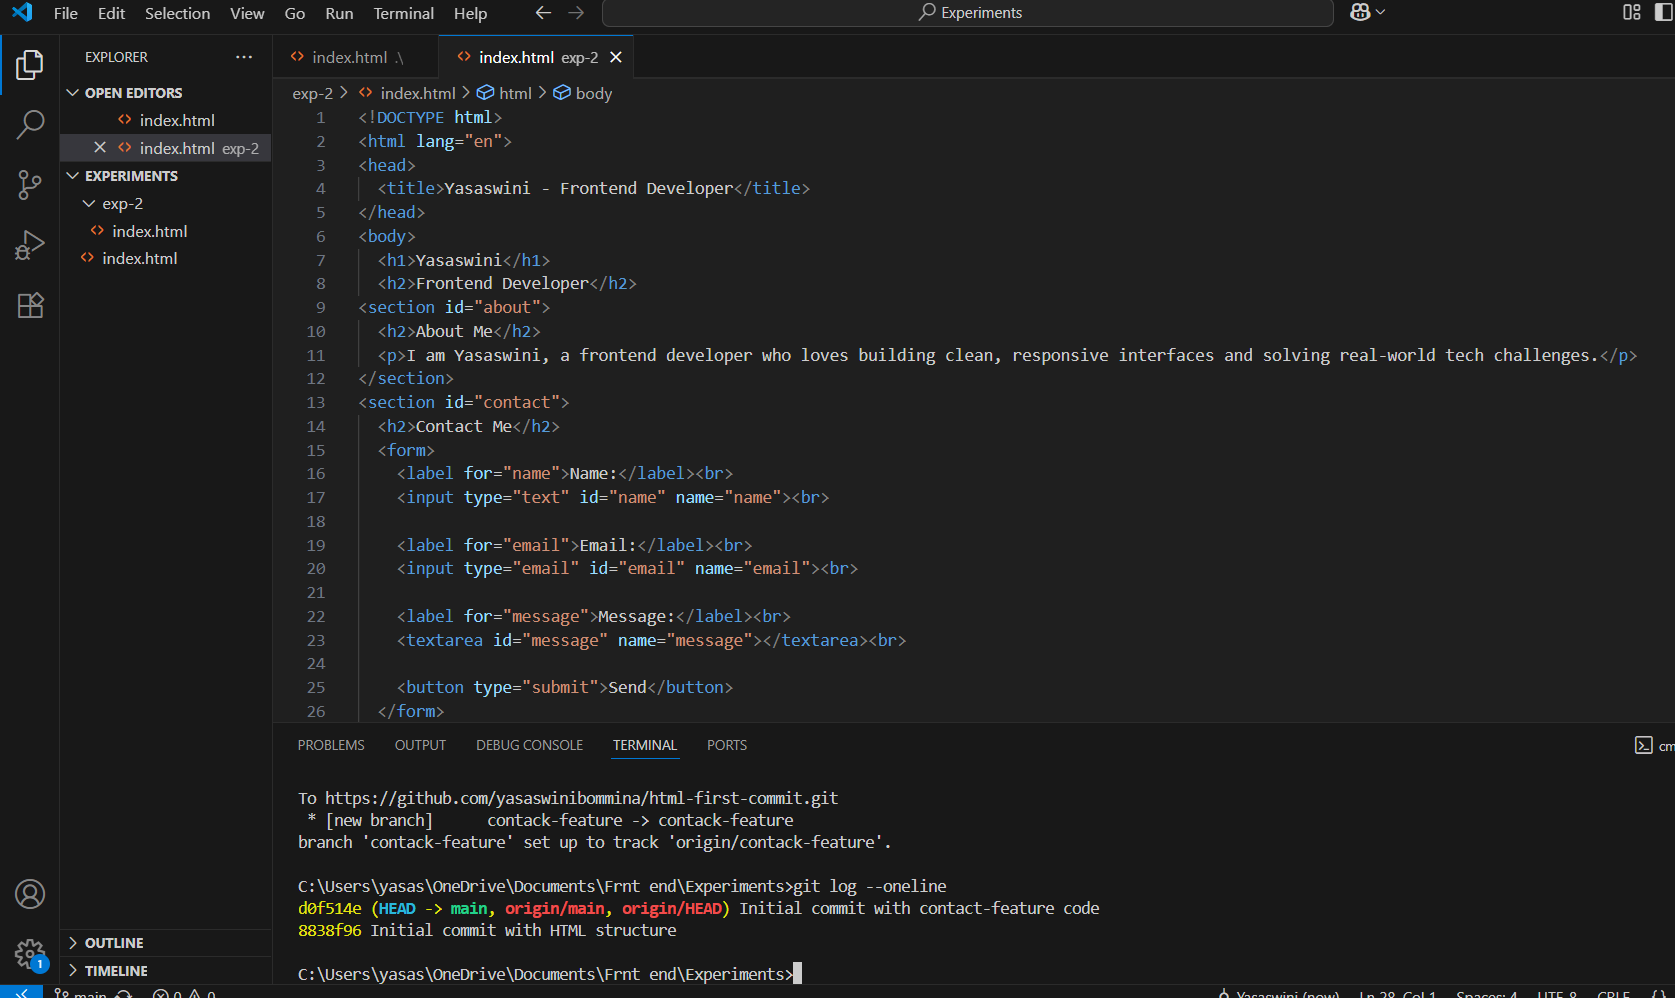 File Edit Selection View Go Run Terminal Help
Experiments
EXPLORER
OPEN EDITORS
index.html
index.html exp-2
EXPERIMENTS
exp-2
index.html
index.html
OUTLINE
TIMELINE
1
index.html .\
index.html exp-2
exp-2 > index.html > html > body
1 <!DOCTYPE html>
2 <html lang="en">
3 <head>
4 <title>Yasaswini - Frontend Developer</title>
5 </head>
6 <body>
7 <h1>Yasaswini</h1>
8 <h2>Frontend Developer</h2>
9 <section id="about">
10 <h2>About Me</h2>
11 <p>I am Yasaswini, a frontend developer who loves building clean, responsive interfaces and solving real-world tech challenges.</p>
12 </section>
13 <section id="contact">
14 <h2>Contact Me</h2>
15 <form>
16 <label for="name">Name:</label><br>
17 <input type="text" id="name" name="name"><br>
18
19 <label for="email">Email:</label><br>
20 <input type="email" id="email" name="email"><br>
21
22 <label for="message">Message:</label><br>
23 <textarea id="message" name="message"></textarea><br>
24
25 <button type="submit">Send</button>
26 </form>
PROBLEMS OUTPUT DEBUG CONSOLE TERMINAL PORTS
cm
To https://github.com/yasaswinibommina/html-first-commit.git
* [new branch] contack-feature -> contack-feature
branch 'contack-feature' set up to track 'origin/contack-feature'.
C:\Users\yasas\OneDrive\Documents\Frnt end\Experiments>git log --oneline
d0f514e (HEAD -> main, origin/main, origin/HEAD) Initial commit with contact-feature code
8838f96 Initial commit with HTML structure
C:\Users\yasas\OneDrive\Documents\Frnt end\Experiments>
main 0 0 Yasaswini (now) Ln 28, Col 1 Spaces: 4 UTF-8 CRLF {}